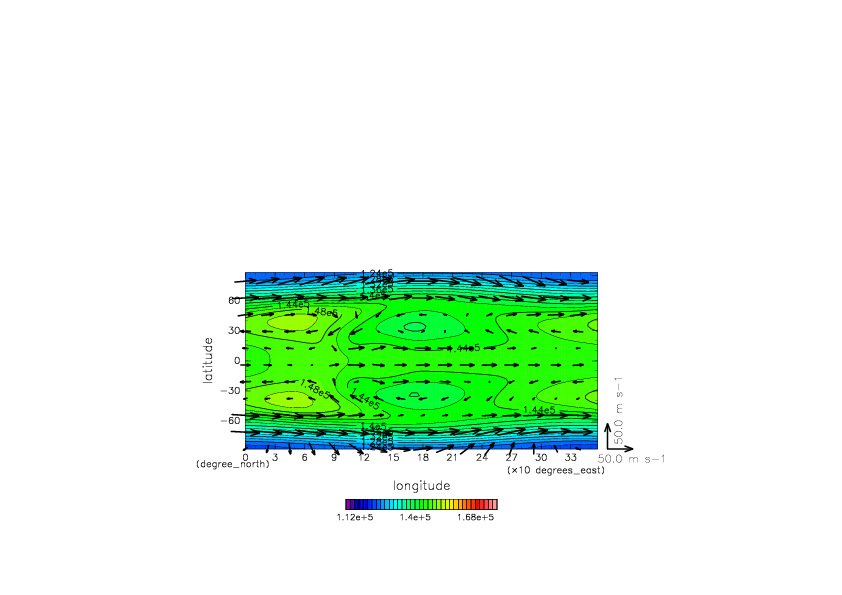 1.24e5
1.36e5
1.44e5
1.48e5
1.44e5
1.48e5
1.44e5
1.44e5
1.4e5
latitude
60
30
0
−30
−60
(degree_north)
0 3 6 9 12 15 18 21 24 27 30 33
(×10 degrees_east)
longitude
50.0 m s−1
50.0 m s−1
1.12e+5 1.4e+5 1.68e+5